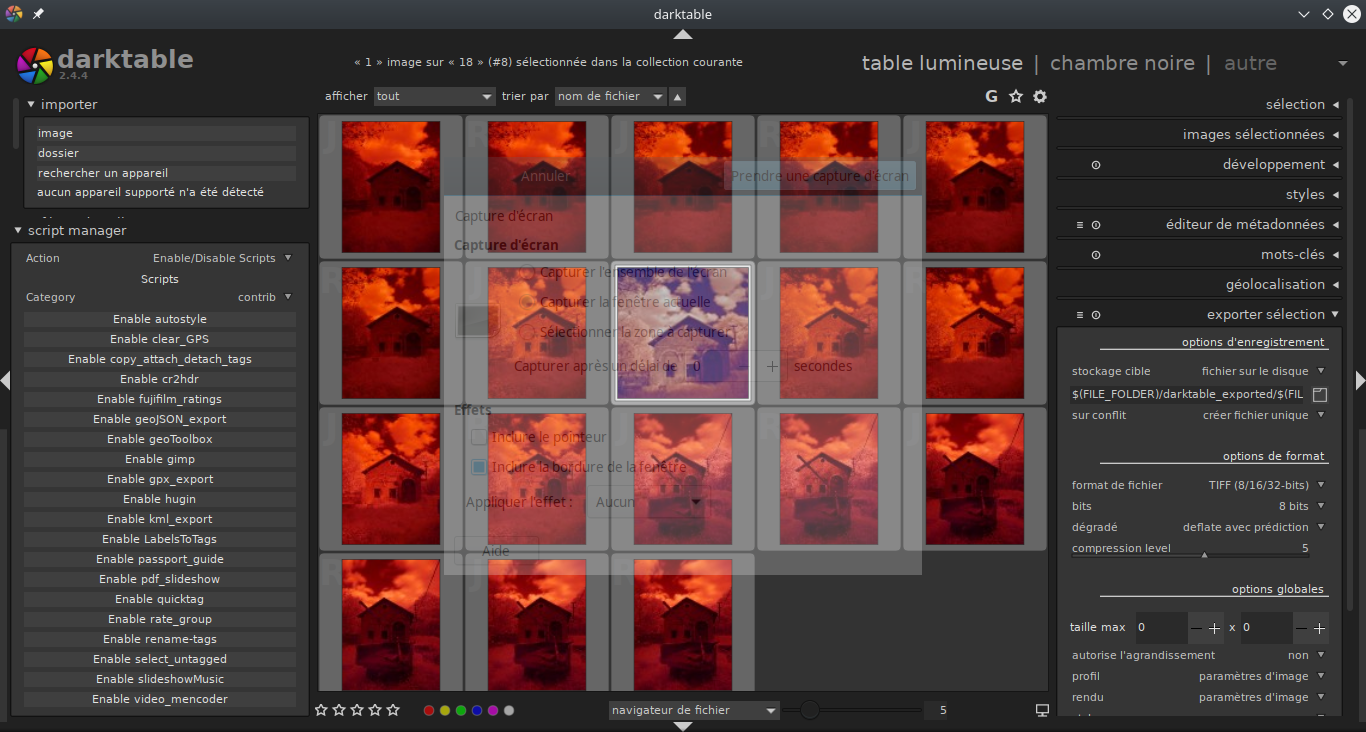 darktable
darktable
2.4.4
« 1 » image sur « 18 » (#8) sélectionnée dans la collection courante
table lumineuse | chambre noire | autre
afficher tout trier par nom de fichier
G
importer
image
dossier
rechercher un appareil
aucun appareil supporté n'a été détecté
script manager
Action Enable/Disable Scripts
Scripts
Category contrib
Enable autostyle
Enable clear_GPS
Enable copy_attach_detach_tags
Enable cr2hdr
Enable fujifilm_ratings
Enable geoJSON_export
Enable geoToolbox
Enable gimp
Enable gpx_export
Enable hugin
Enable kml_export
Enable LabelsToTags
Enable passport_guide
Enable pdf_slideshow
Enable quicktag
Enable rate_group
Enable rename-tags
Enable select_untagged
Enable slideshowMusic
Enable video_mencoder
Annuler
Prendre une capture d'écran
Capture d'écran
Capture d'écran
Capturer l'ensemble de l'écran
Capturer la fenêtre actuelle
Sélectionner la zone à capturer
Capturer après un délai de 0 + secondes
Effets
Inclure le pointeur
Inclure la bordure de la fenêtre
Appliquer l'effet : Aucun
Aide
navigateur de fichier
5
sélection
images sélectionnées
développement
styles
éditeur de métadonnées
mots-clés
géolocalisation
exporter sélection
options d'enregistrement
stockage cible fichier sur le disque
$(FILE_FOLDER)/darktable_exported/$(FIL
sur conflit créer fichier unique
options de format
format de fichier TIFF (8/16/32-bits)
bits 8 bits
dégradé deflate avec prédiction
compression level 5
options globales
taille max 0 − + x 0 − +
autorise l'agrandissement non
profil paramètres d'image
rendu paramètres d'image